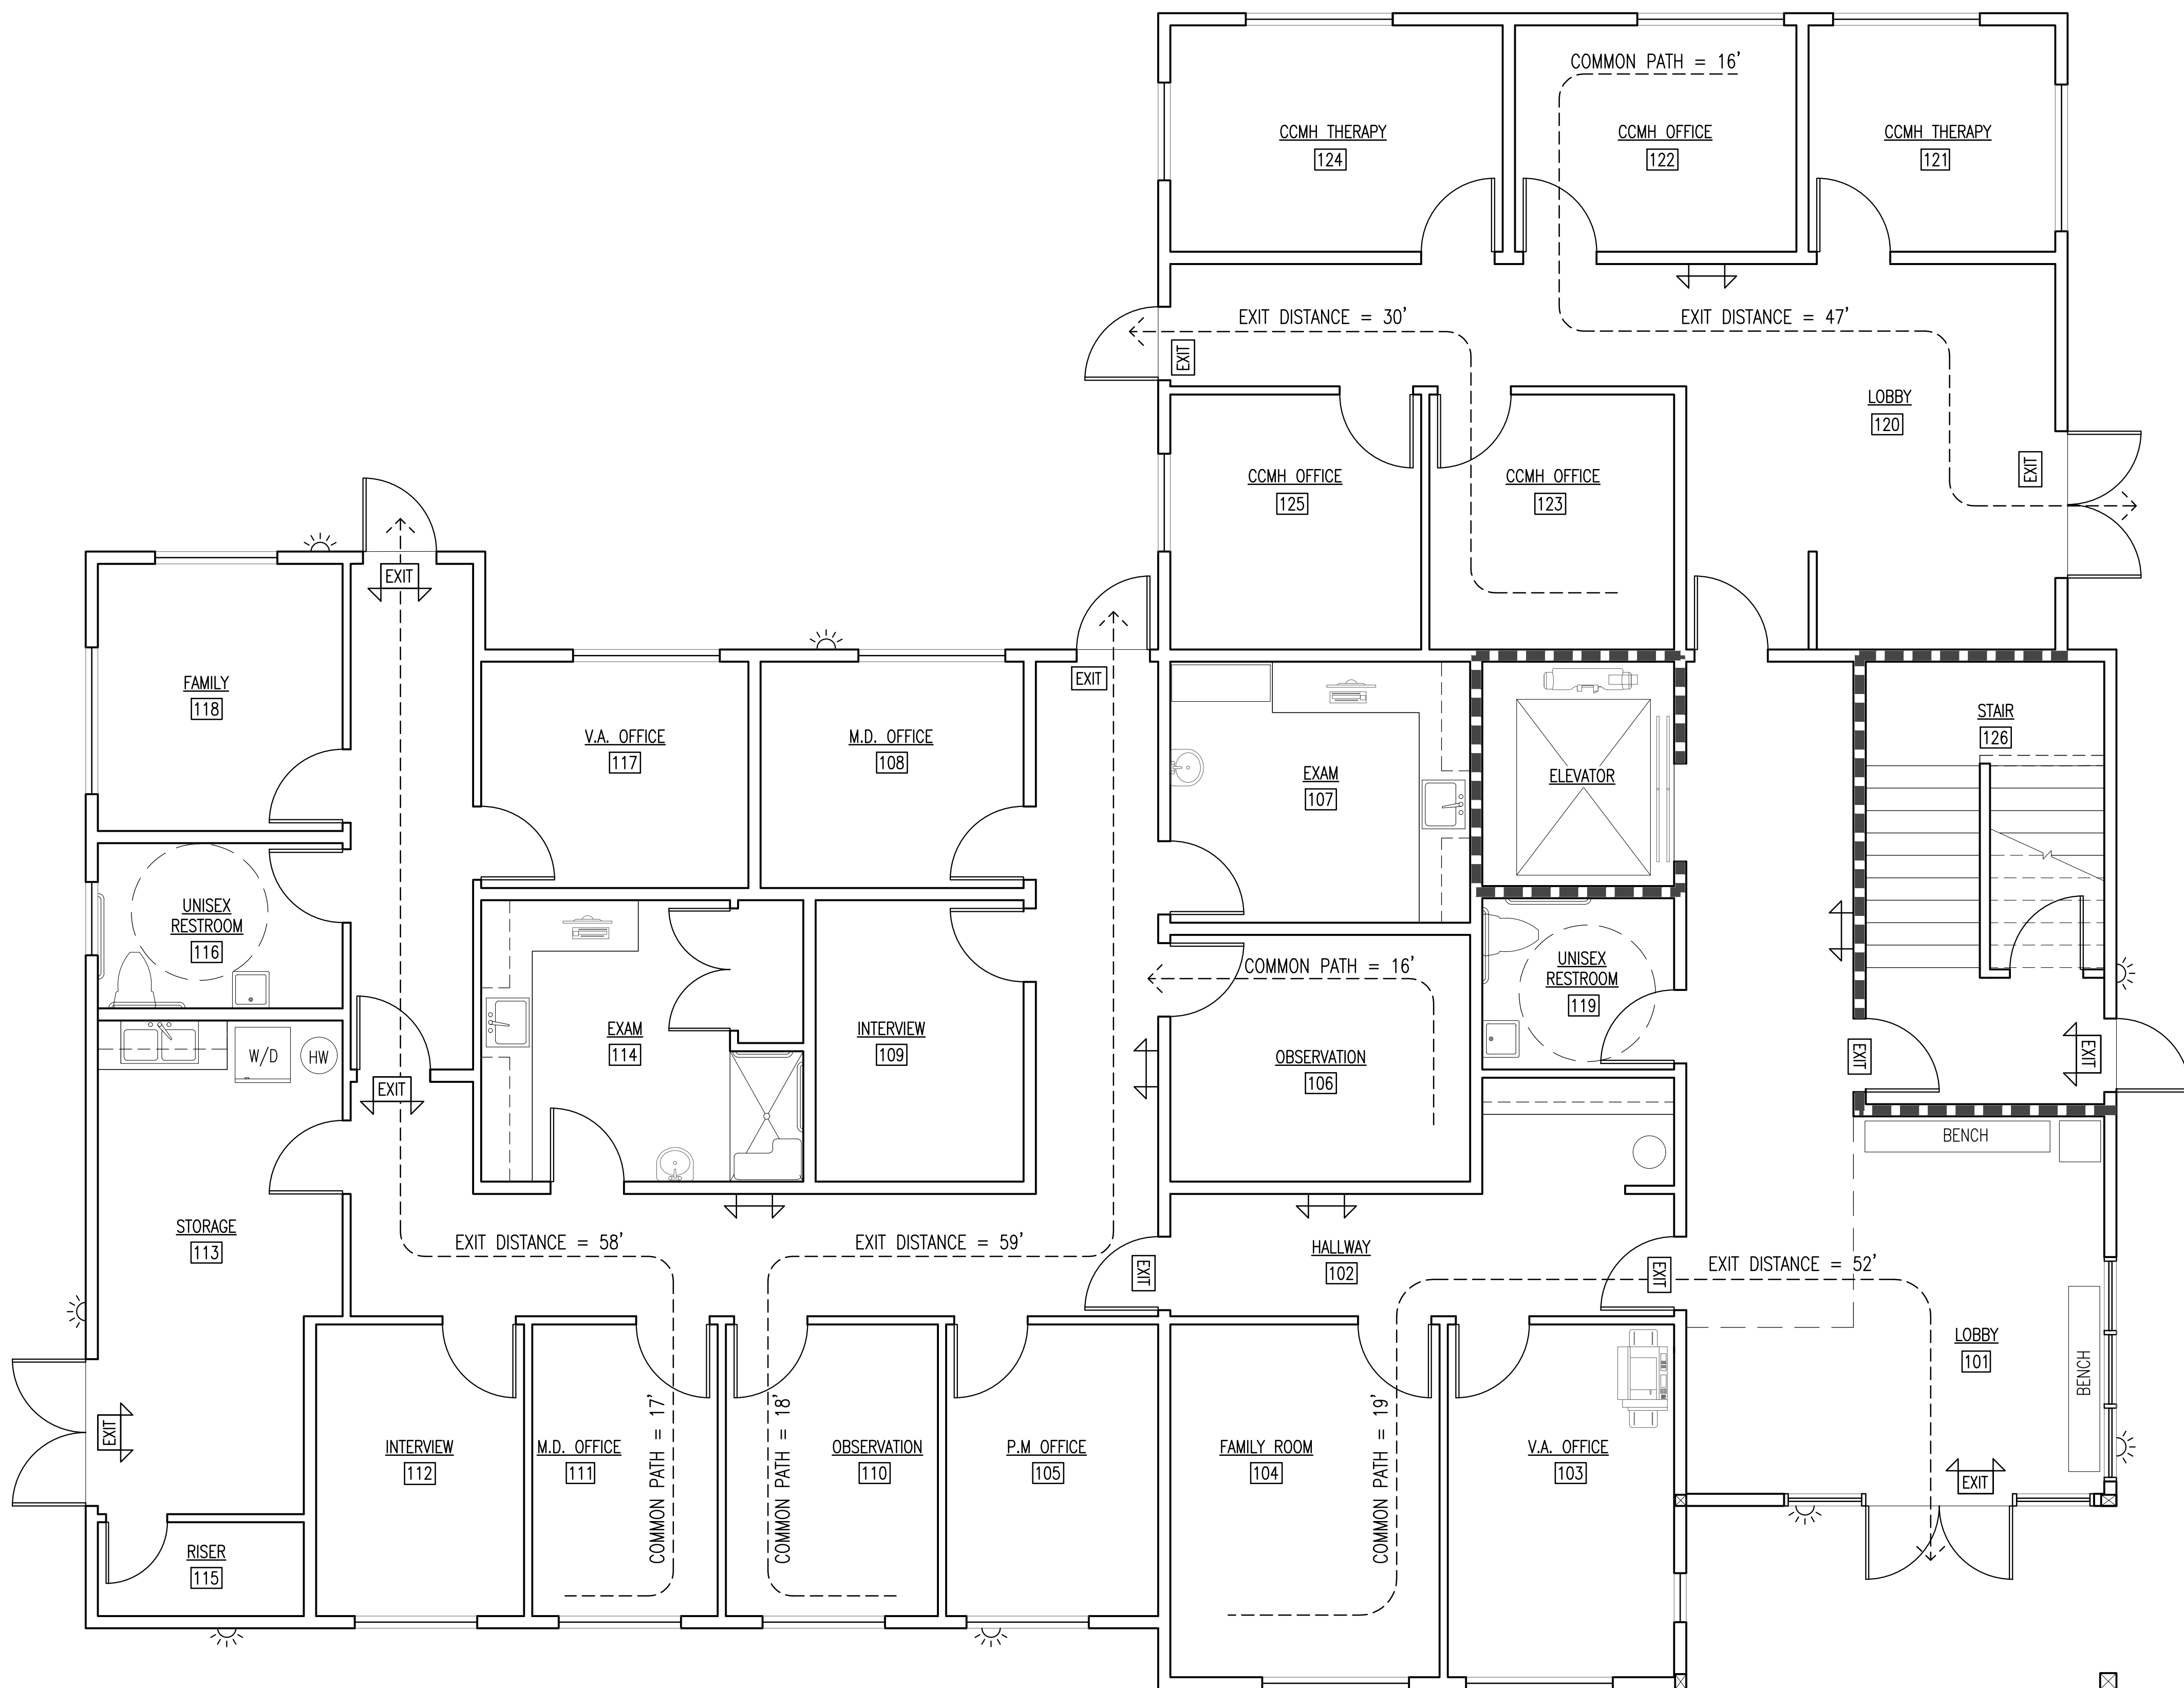 COMMON PATH = 16'
CCMH THERAPY
124
CCMH OFFICE
122
CCMH THERAPY
121
EXIT DISTANCE = 30'
EXIT DISTANCE = 47'
EXIT
LOBBY
120
EXIT
CCMH OFFICE
125
CCMH OFFICE
123
EXIT
FAMILY
118
EXIT
V.A. OFFICE
117
M.D. OFFICE
108
EXAM
107
ELEVATOR
STAIR
126
UNISEX
RESTROOM
116
COMMON PATH = 16'
UNISEX
RESTROOM
119
EXAM
114
INTERVIEW
109
OBSERVATION
106
W/D
HW
EXIT
EXIT
EXIT
BENCH
STORAGE
113
EXIT DISTANCE = 58'
EXIT DISTANCE = 59'
EXIT
HALLWAY
102
EXIT
EXIT DISTANCE = 52'
LOBBY
101
BENCH
EXIT
INTERVIEW
112
M.D. OFFICE
111
COMMON PATH = 17'
COMMON PATH = 18'
OBSERVATION
110
P.M OFFICE
105
FAMILY ROOM
104
COMMON PATH = 19'
V.A. OFFICE
103
EXIT
RISER
115